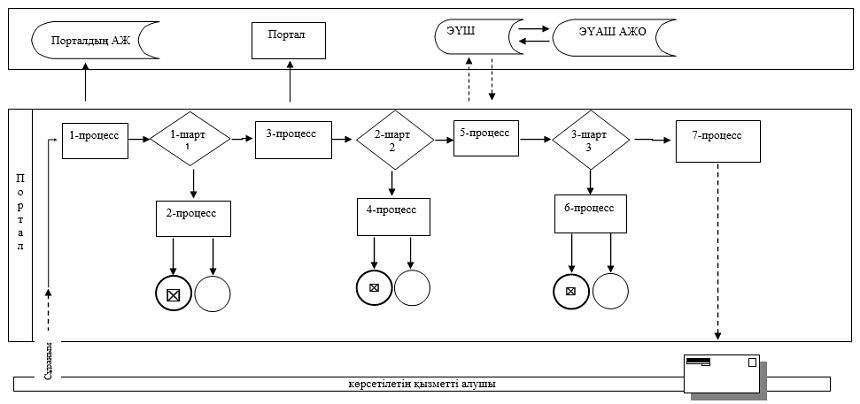 Порталдың АЖ
Портал
ЭҮШ
ЭҮАШ АЖО
Портал
1-процесс
1-шарт
1
3-процесс
2-шарт
2
5-процесс
3-шарт
3
7-процесс
2-процесс
4-процесс
6-процесс
Сұраным
көрсетілетін қызметті алушы